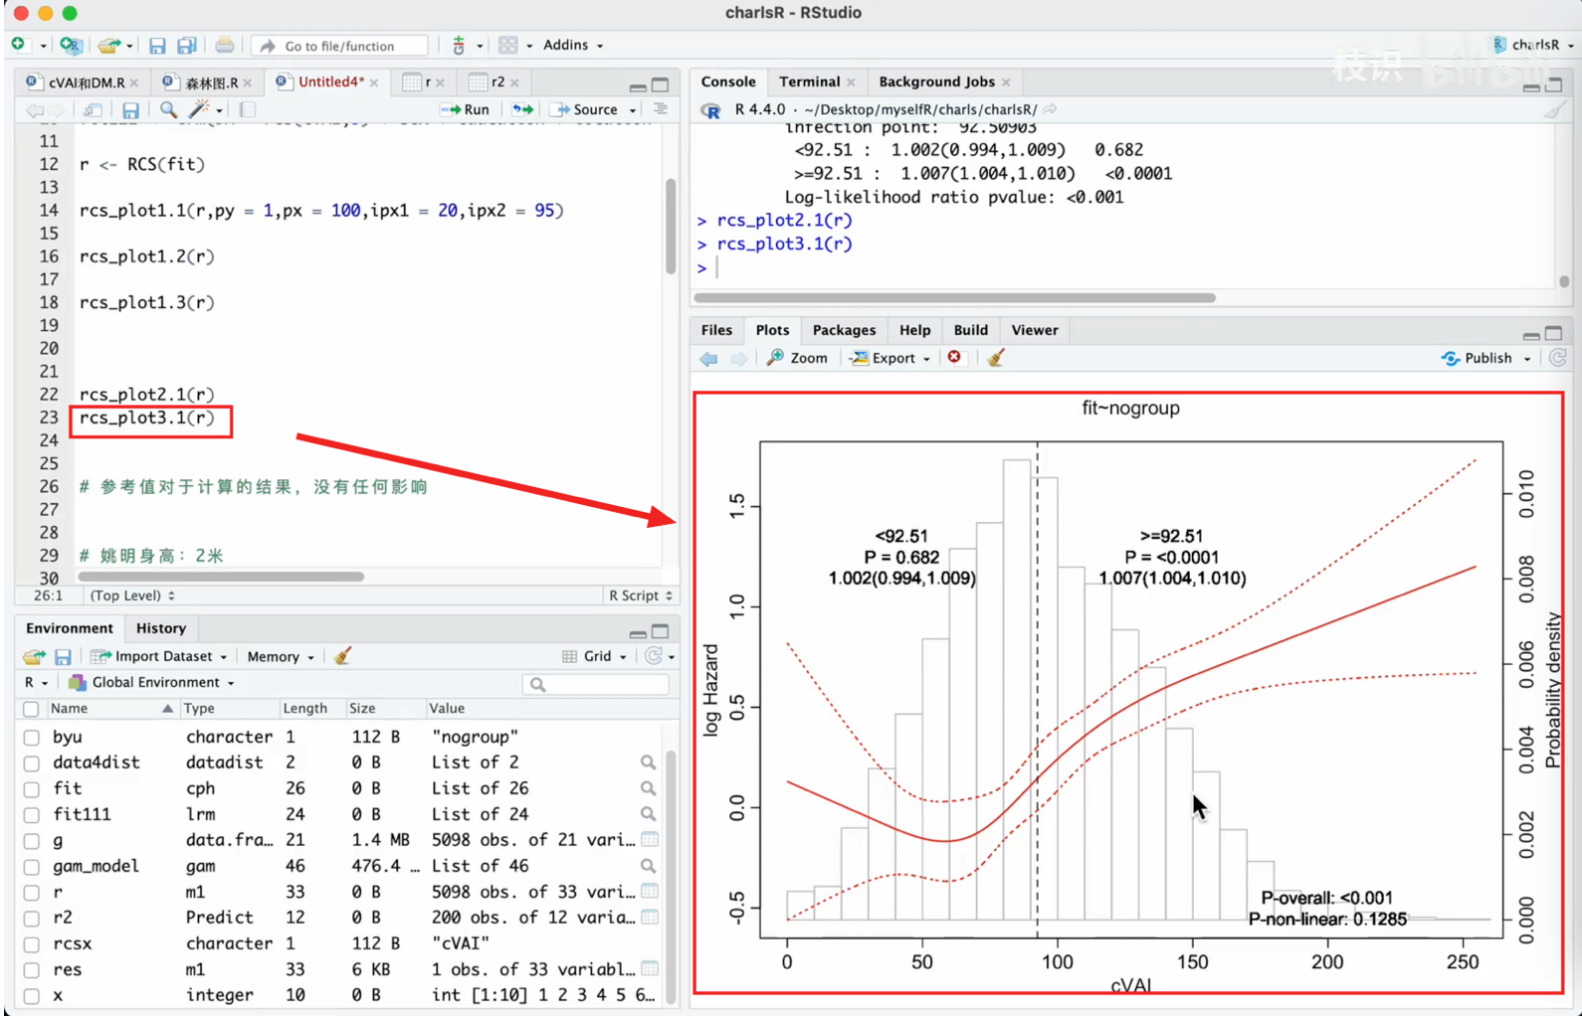 charlsR - RStudio
Go to file/function
Addins
charlsR
枝识 bilibili
cVAI和DM.R
森林图.R
Untitled4*
r
r2
Run
Source
11
12 r <- RCS(fit)
13
14 rcs_plot1.1(r,py = 1,px = 100,ipx1 = 20,ipx2 = 95)
15
16 rcs_plot1.2(r)
17
18 rcs_plot1.3(r)
19
20
21
22 rcs_plot2.1(r)
23 rcs_plot3.1(r)
24
25
26 # 参考值对于计算的结果，没有任何影响
27
28
29 # 姚明身高：2米
30
26:1 (Top Level) R Script
Console Terminal Background Jobs
R 4.4.0 · ~/Desktop/myselfR/charls/charlsR/
infection point: 92.50903
<92.51 : 1.002(0.994,1.009) 0.682
>=92.51 : 1.007(1.004,1.010) <0.0001
Log-likelihood ratio pvalue: <0.001
> rcs_plot2.1(r)
> rcs_plot3.1(r)
>
Environment History
Import Dataset Memory Grid
R Global Environment
Name Type Length Size Value
byu character 1 112 B "nogroup"
data4dist datadist 2 0 B List of 2
fit cph 26 0 B List of 26
fit111 lrm 24 0 B List of 24
g data.fra… 21 1.4 MB 5098 obs. of 21 vari…
gam_model gam 46 476.4 … List of 46
r m1 33 0 B 5098 obs. of 33 vari…
r2 Predict 12 0 B 200 obs. of 12 varia…
rcsx character 1 112 B "cVAI"
res m1 33 6 KB 1 obs. of 33 variabl…
x integer 10 0 B int [1:10] 1 2 3 4 5 6…
Files Plots Packages Help Build Viewer
Zoom Export Publish
fit~nogroup
<92.51
P = 0.682
1.002(0.994,1.009)
>=92.51
P = <0.0001
1.007(1.004,1.010)
P-overall: <0.001
P-non-linear: 0.1285
log Hazard
1.5
1.0
0.5
0.0
-0.5
Probability density
0.010
0.008
0.006
0.004
0.002
0.000
0 50 100 150 200 250
cVAI